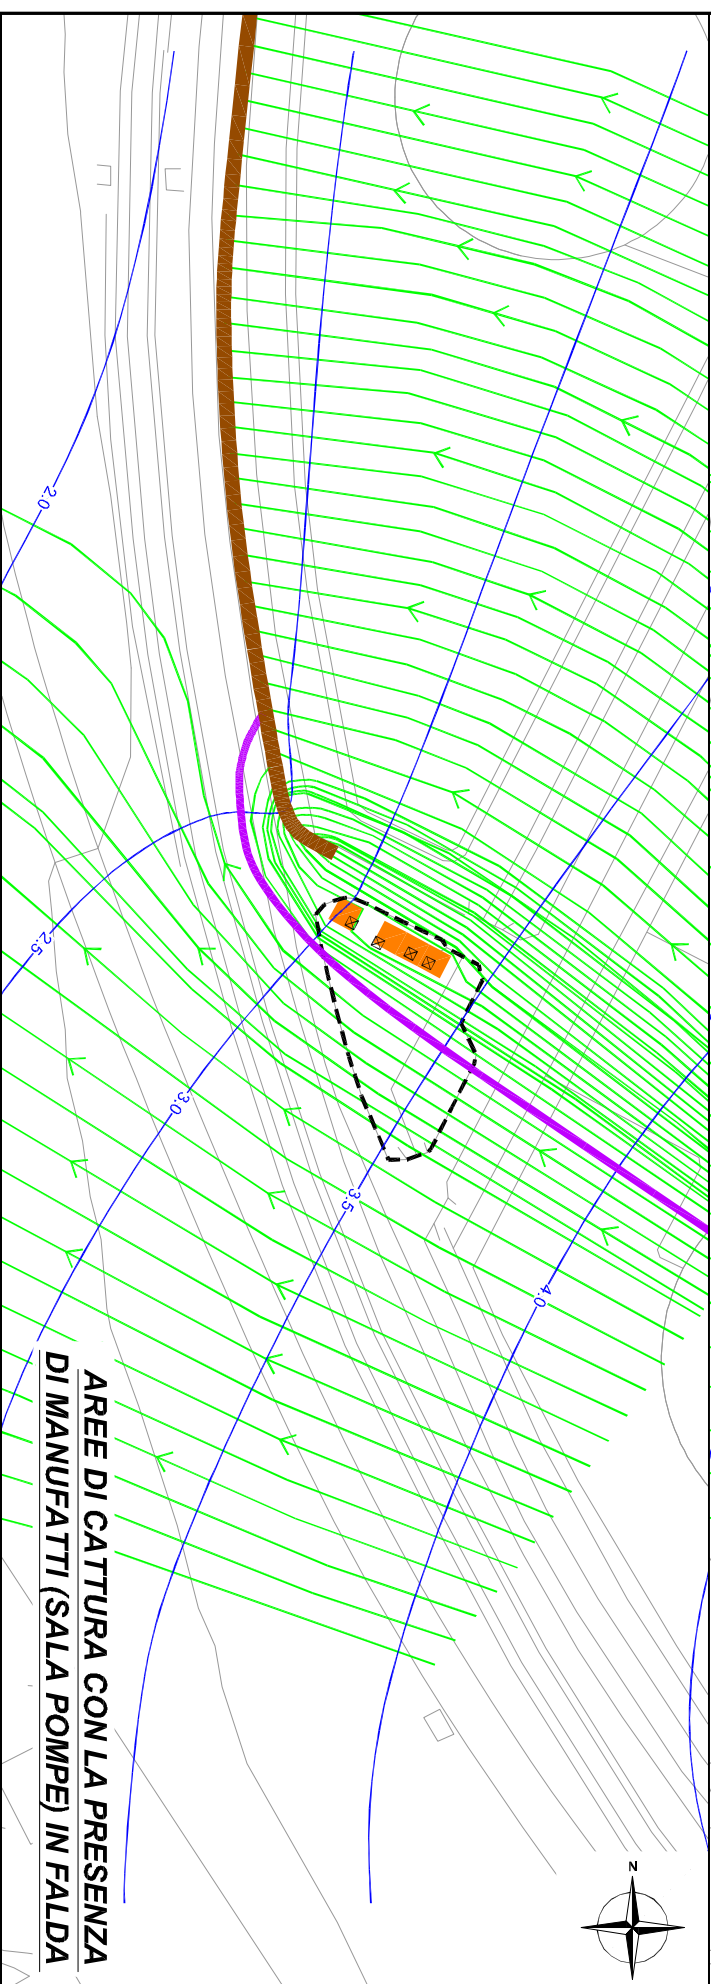 AREE DI CATTURA CON LA PRESENZA
DI MANUFATTI (SALA POMPE) IN FALDA
2.0
2.5
3.0
3.5
4.0
N